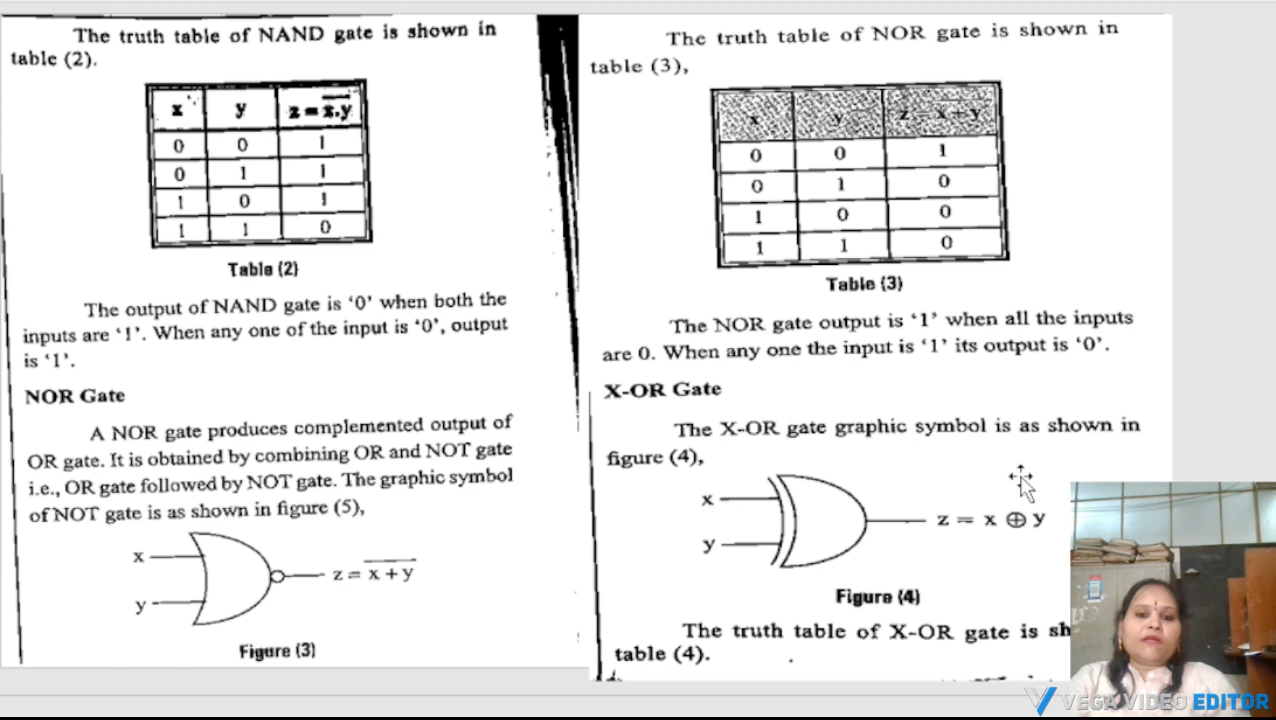 The truth table of NAND gate is shown in
table (2).
x y z = x.y
0 0 1
0 1 1
1 0 1
1 1 0
Table (2)
The output of NAND gate is ‘0’ when both the
inputs are ‘1’. When any one of the input is ‘0’, output
is ‘1’.
NOR Gate
A NOR gate produces complemented output of
OR gate. It is obtained by combining OR and NOT gate
i.e., OR gate followed by NOT gate. The graphic symbol
of NOT gate is as shown in figure (5),
x
y
z = x + y
Figure (3)
The truth table of NOR gate is shown in
table (3),
x y z = x + y
0 0 1
0 1 0
1 0 0
1 1 0
Table (3)
The NOR gate output is ‘1’ when all the inputs
are 0. When any one the input is ‘1’ its output is ‘0’.
X-OR Gate
The X-OR gate graphic symbol is as shown in
figure (4),
x
y
z = x ⊕ y
Figure (4)
The truth table of X-OR gate is sh
table (4).
VEGA VIDEO EDITOR